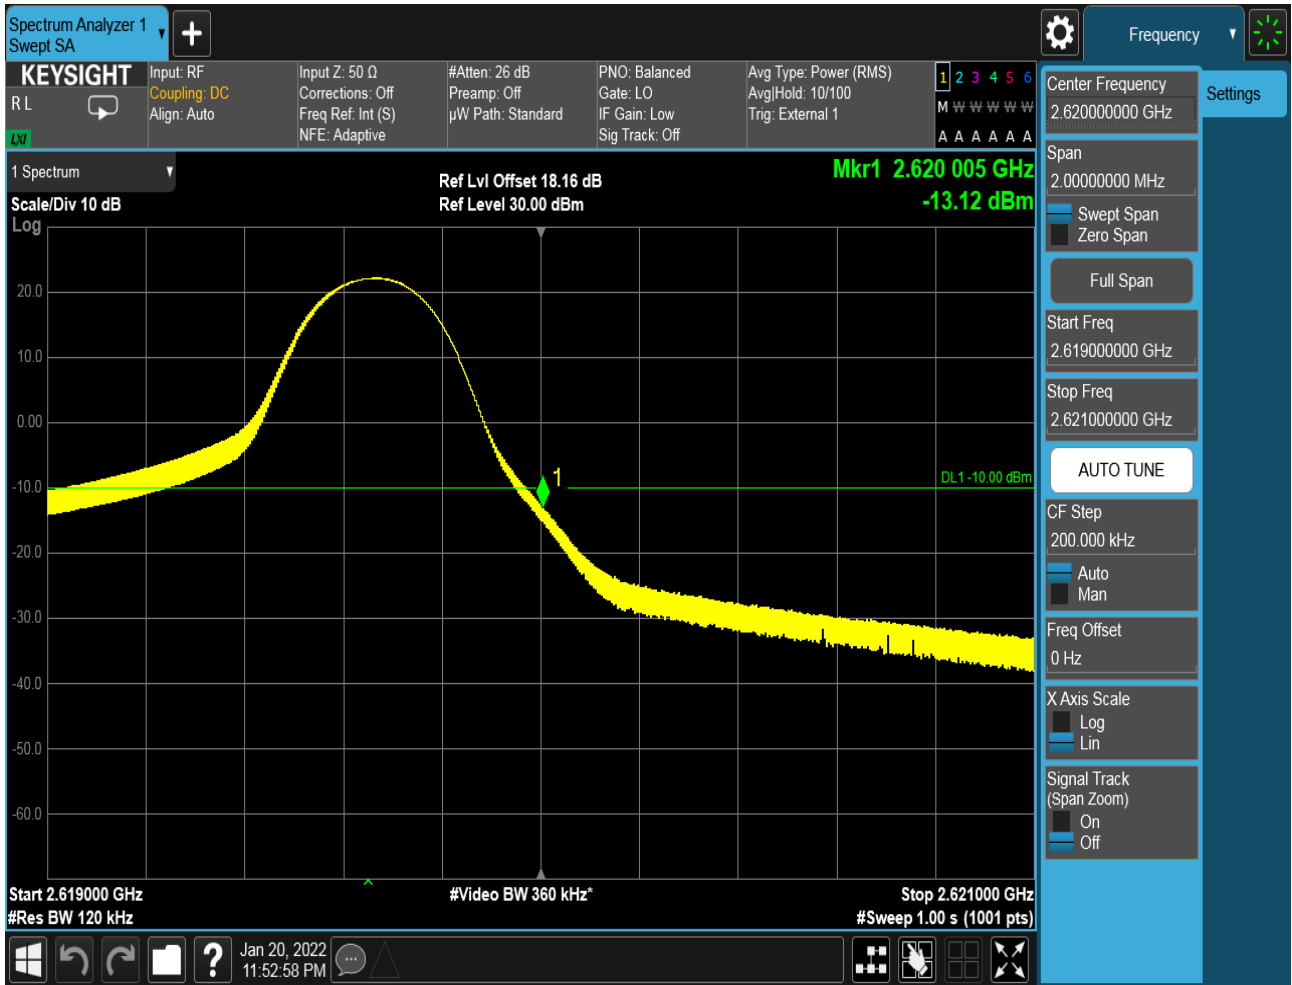 Spectrum Analyzer 1
Swept SA
Frequency
KEYSIGHT
R L
LXI
Input: RF
Coupling: DC
Align: Auto
Input Z: 50 Ω
Corrections: Off
Freq Ref: Int (S)
NFE: Adaptive
#Atten: 26 dB
Preamp: Off
µW Path: Standard
PNO: Balanced
Gate: LO
IF Gain: Low
Sig Track: Off
Avg Type: Power (RMS)
Avg|Hold: 10/100
Trig: External 1
1 2 3 4 5 6
M W W W W W
A A A A A A
1 Spectrum
Scale/Div 10 dB
Log
Ref Lvl Offset 18.16 dB
Ref Level 30.00 dBm
Mkr1 2.620 005 GHz
-13.12 dBm
20.0
10.0
0.00
-10.0
-20.0
-30.0
-40.0
-50.0
-60.0
1
DL1 -10.00 dBm
Start 2.619000 GHz
#Res BW 120 kHz
#Video BW 360 kHz*
Stop 2.621000 GHz
#Sweep 1.00 s (1001 pts)
Jan 20, 2022
11:52:58 PM
Center Frequency
2.620000000 GHz
Settings
Span
2.00000000 MHz
Swept Span
Zero Span
Full Span
Start Freq
2.619000000 GHz
Stop Freq
2.621000000 GHz
AUTO TUNE
CF Step
200.000 kHz
Auto
Man
Freq Offset
0 Hz
X Axis Scale
Log
Lin
Signal Track
(Span Zoom)
On
Off